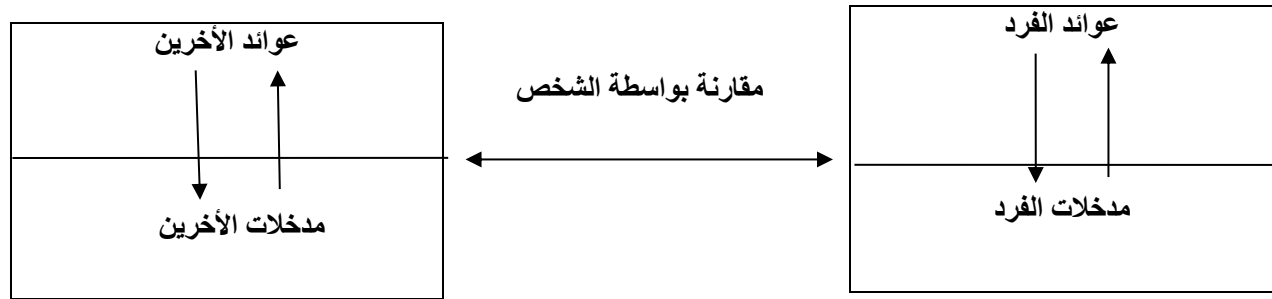 عوائد الفرد
عوائد الأخرين
مقارنة بواسطة الشخص
مدخلات الفرد
مدخلات الأخرين